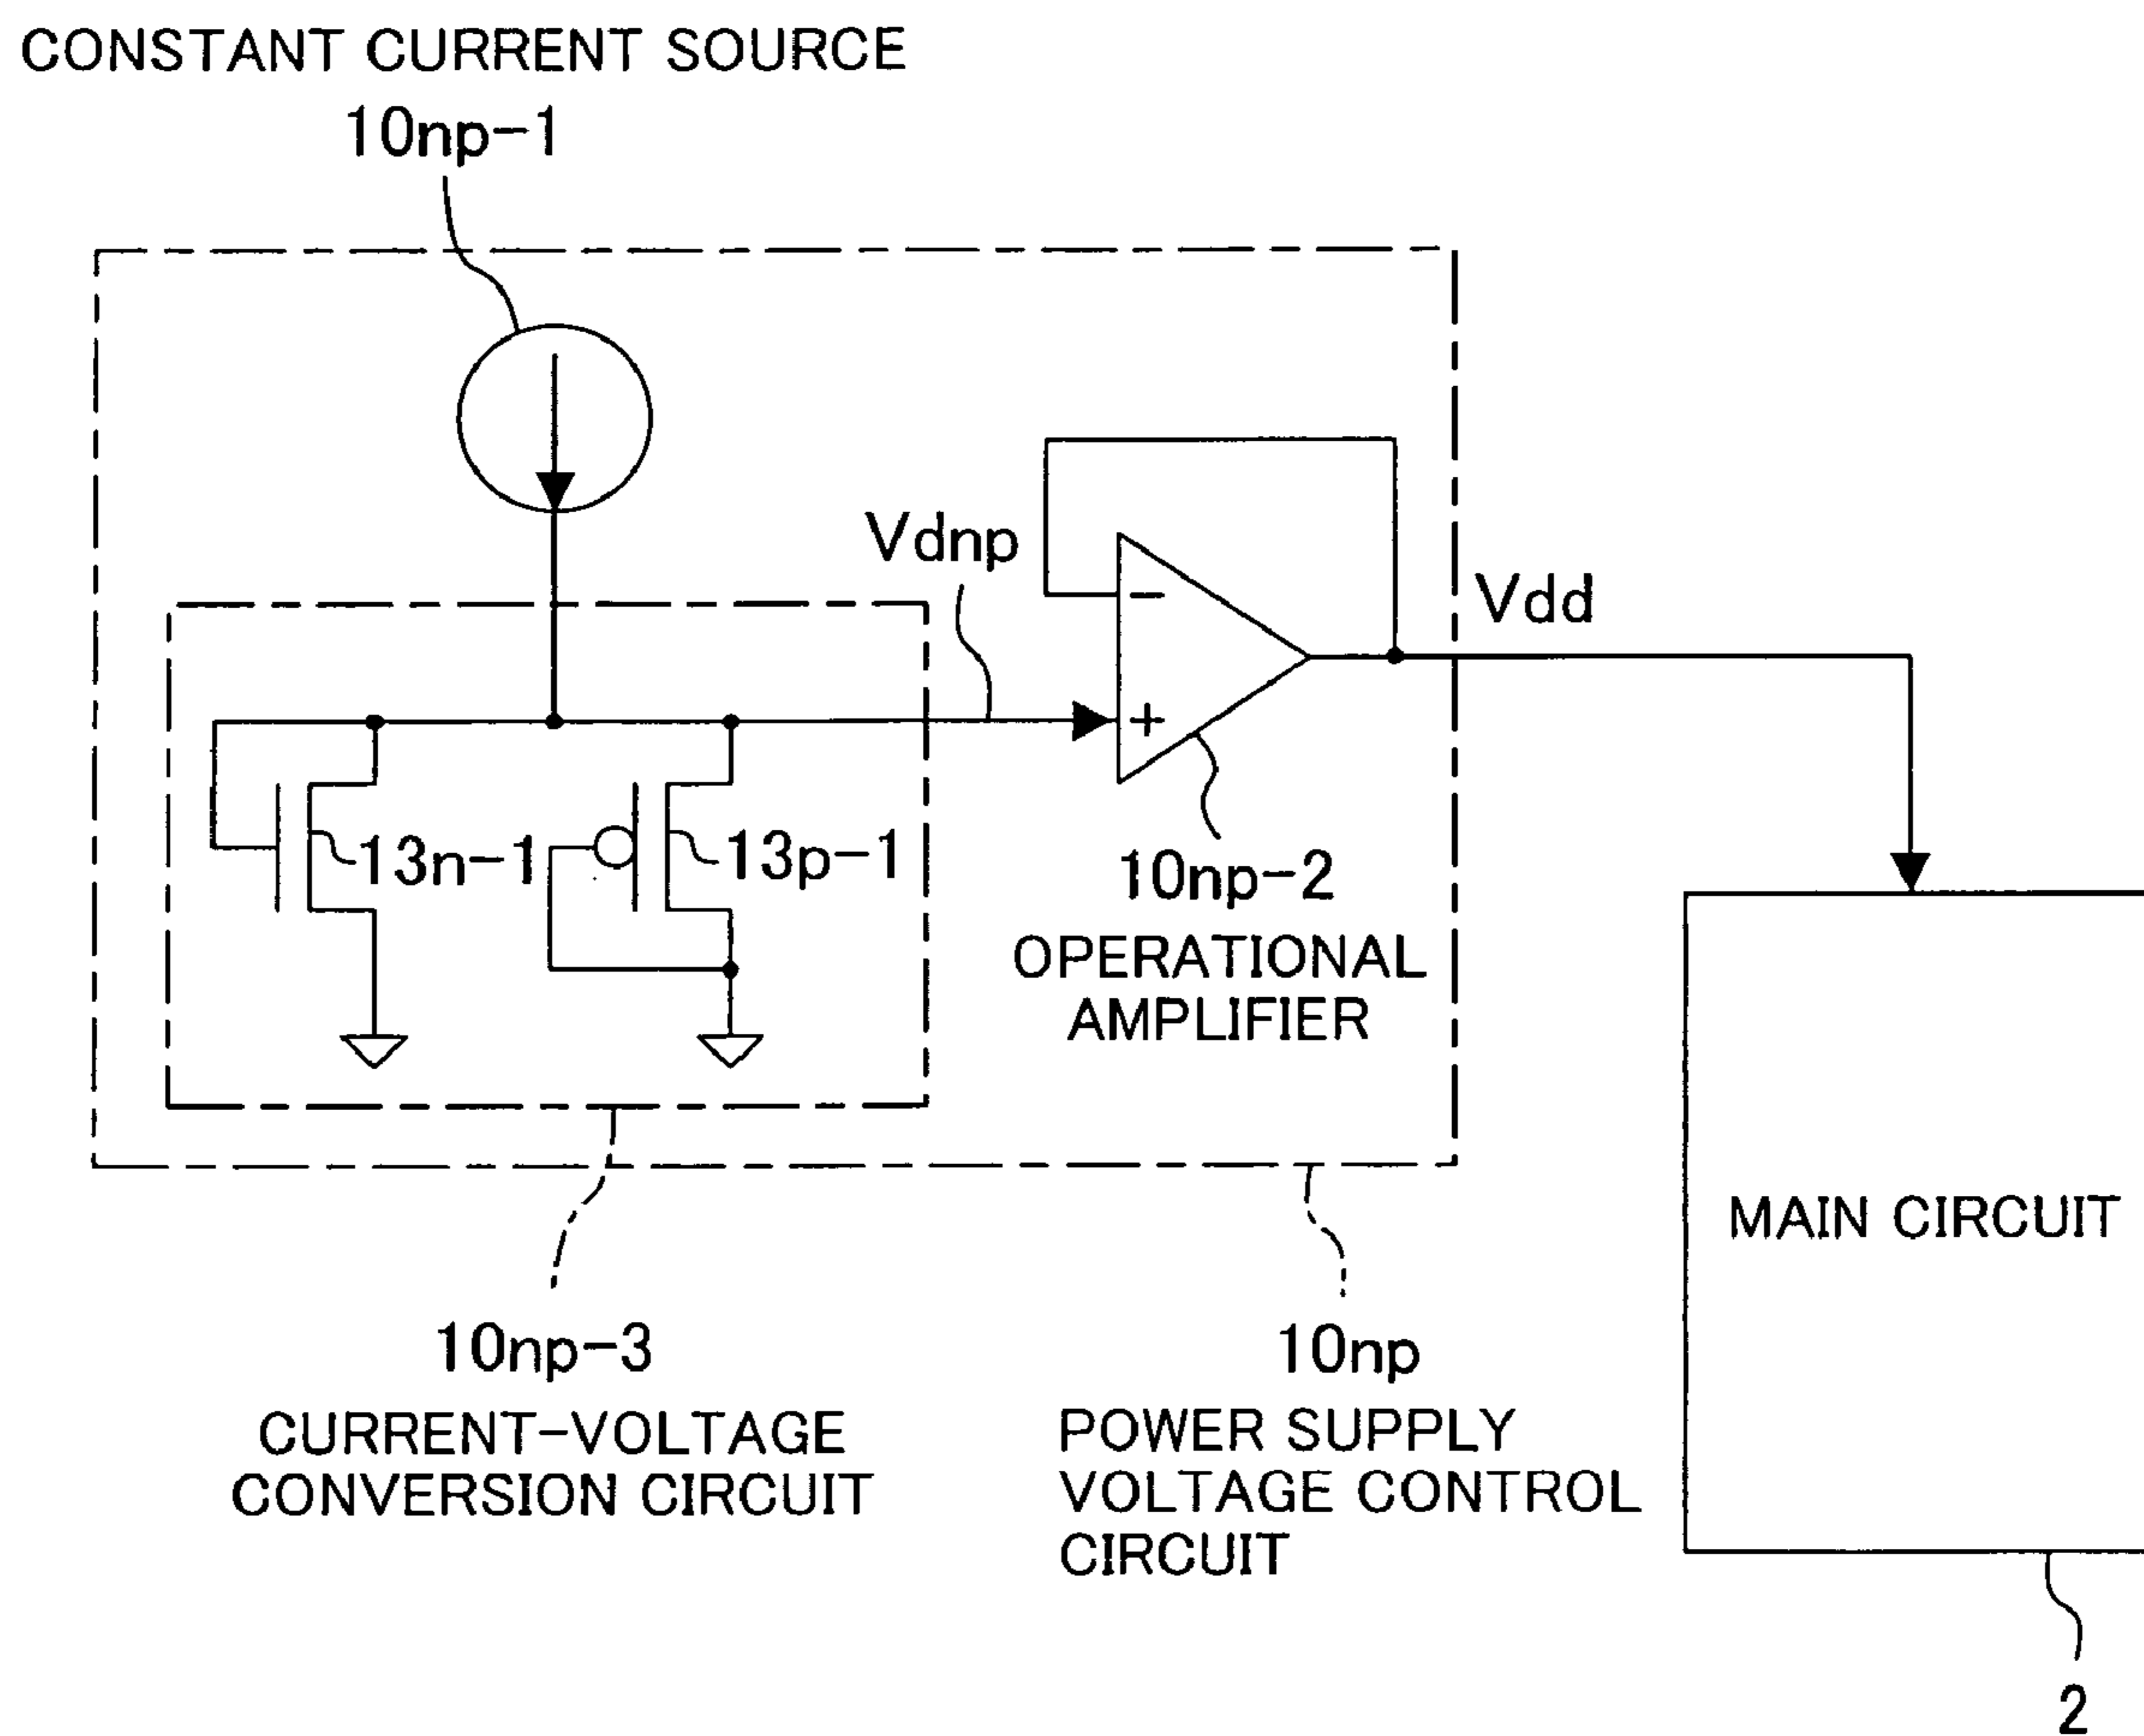 CONSTANT CURRENT SOURCE
10np-1
Vdnp
Vdd
-
+
13n-1
13p-1
10np-2
OPERATIONAL
AMPLIFIER
MAIN CIRCUIT
10np-3
CURRENT-VOLTAGE
CONVERSION CIRCUIT
10np
POWER SUPPLY
VOLTAGE CONTROL
CIRCUIT
2